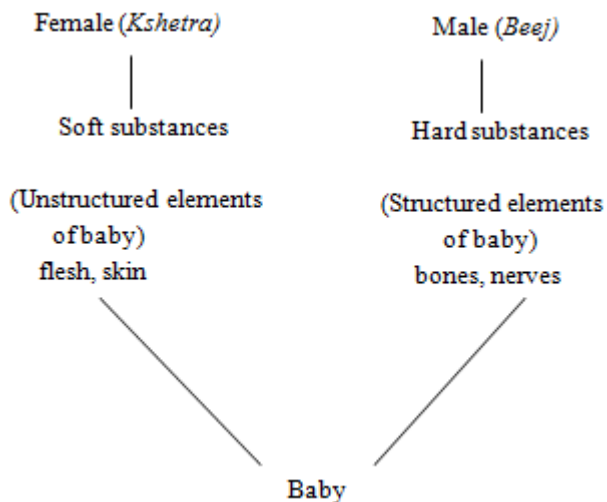 Female (Kshetra)
Soft substances
(Unstructured elements
of baby)
flesh, skin
Male (Beej)
Hard substances
(Structured elements
of baby)
bones, nerves
Baby